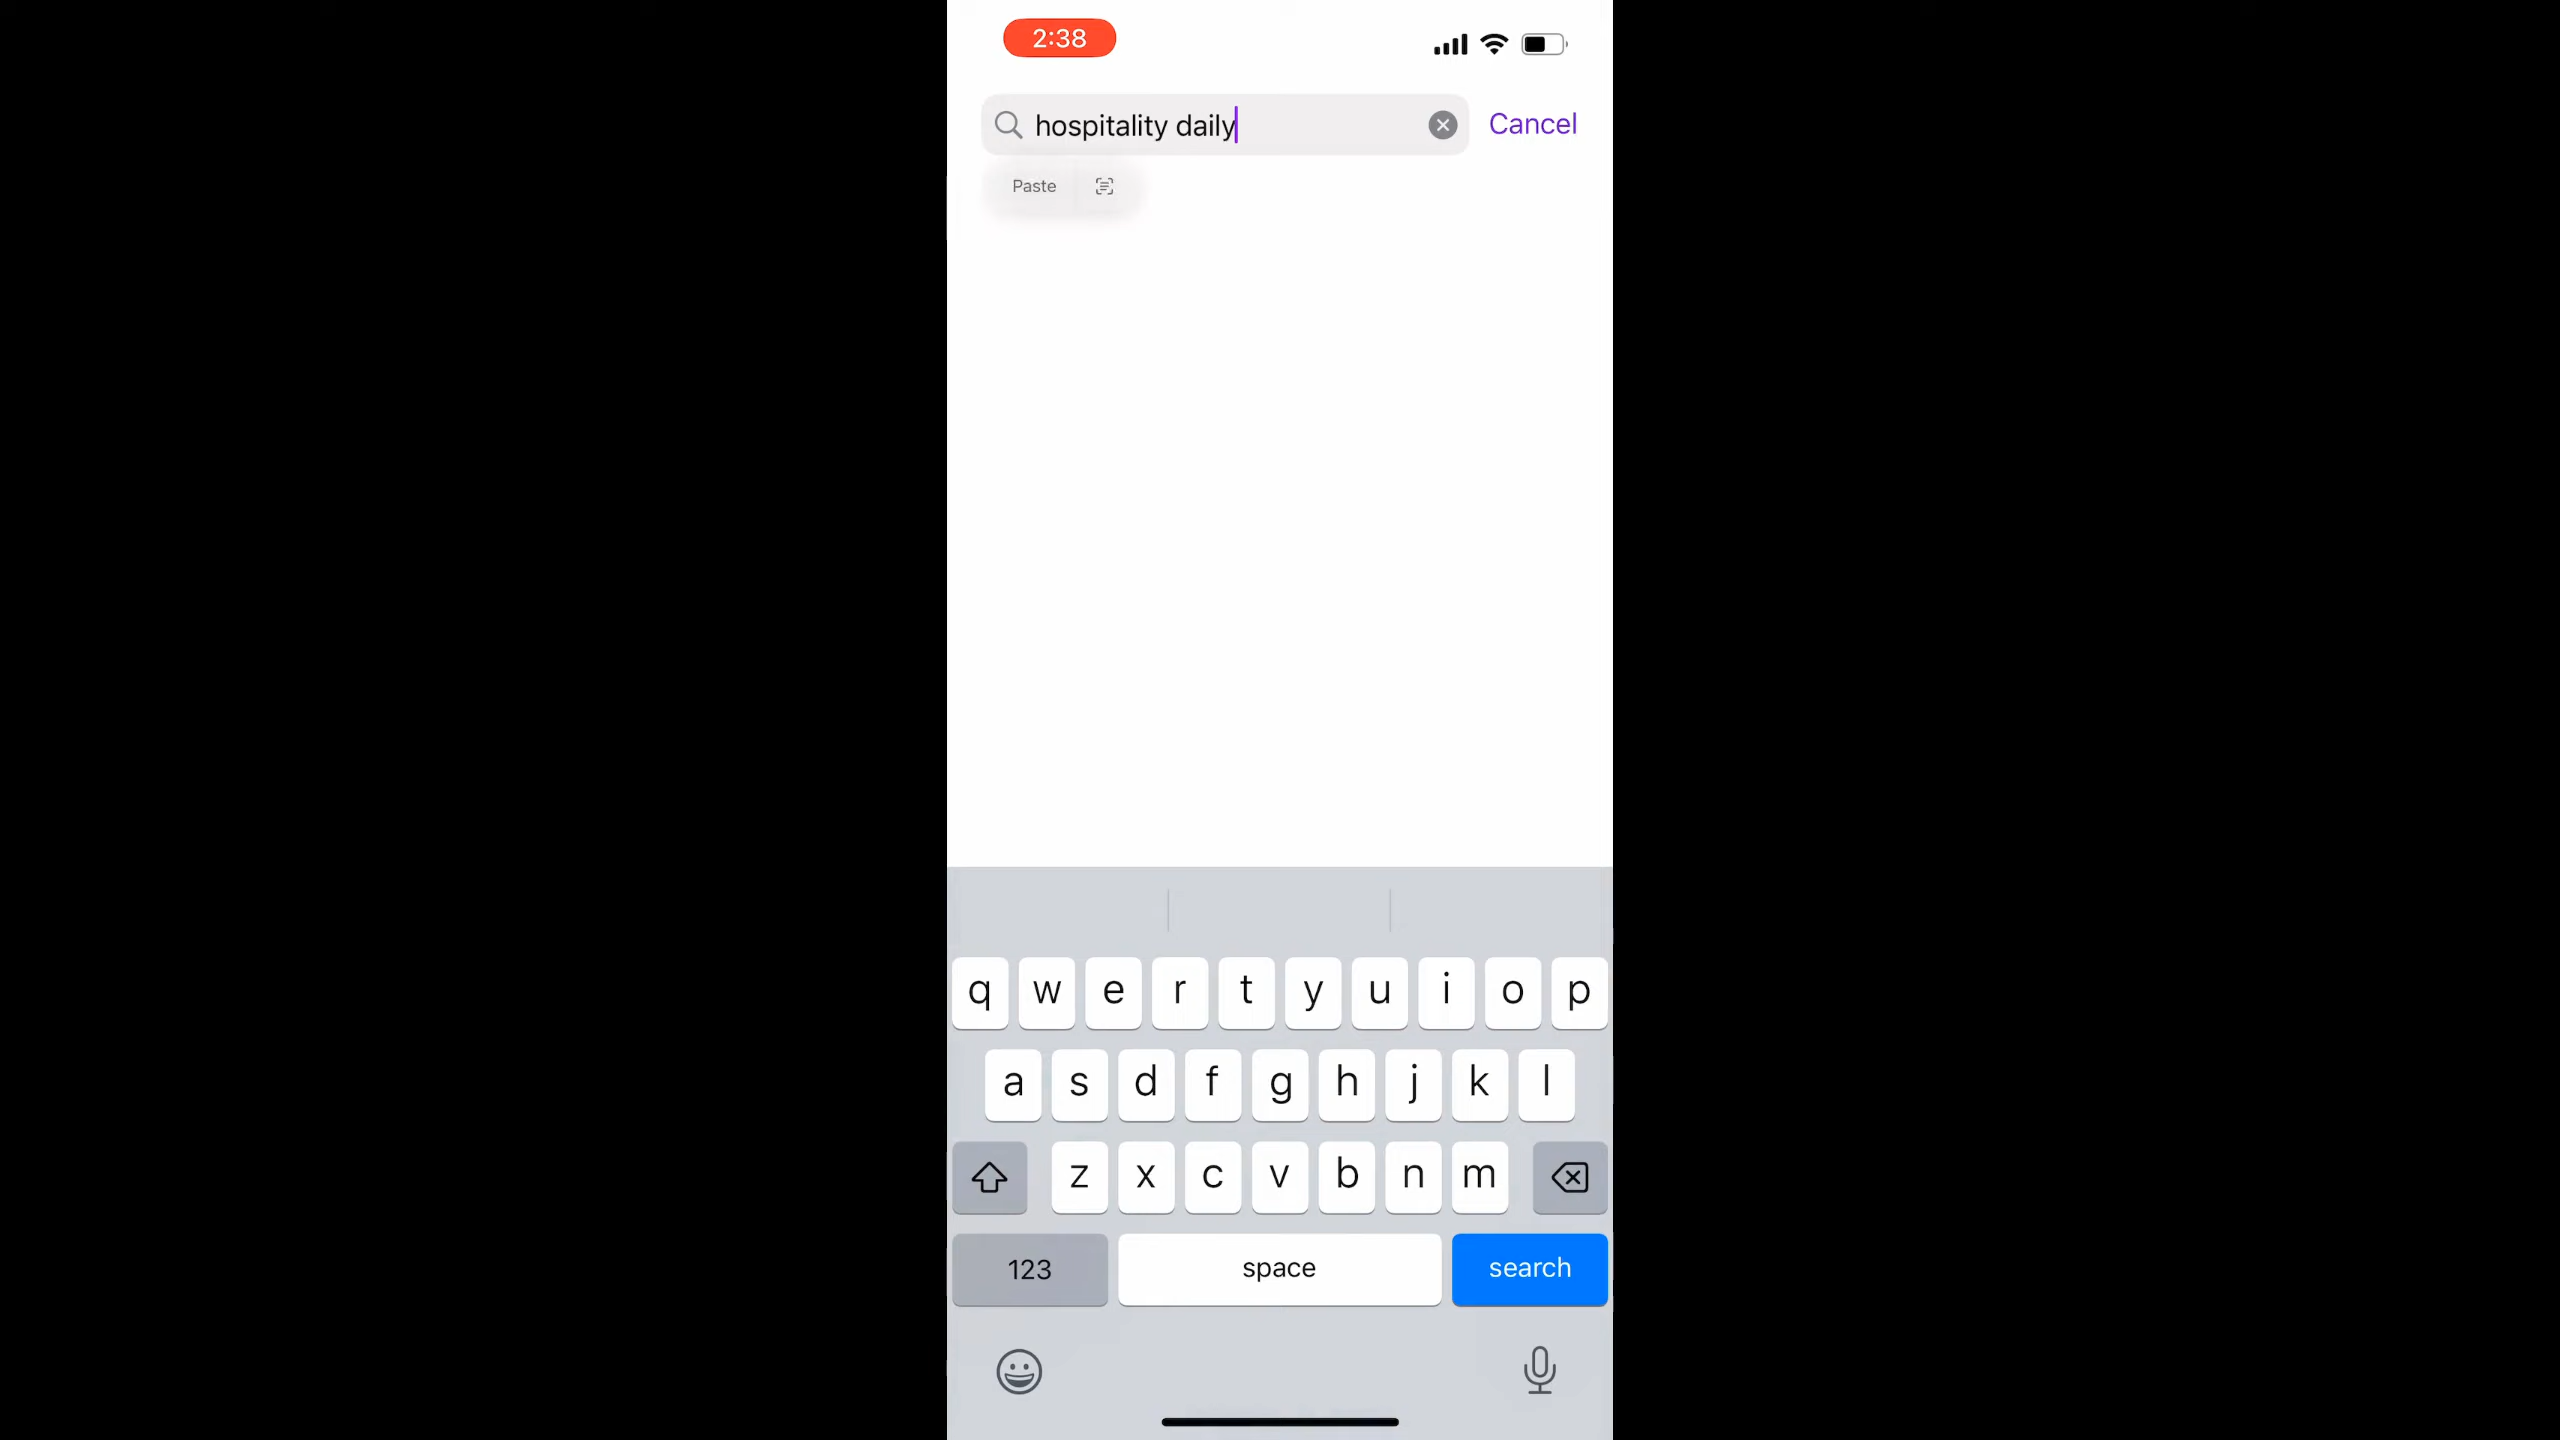 2:38
hospitality daily Cancel
Paste
q w e r t y u i o p
a s d f g h j k l
z x c v b n m
123 space search